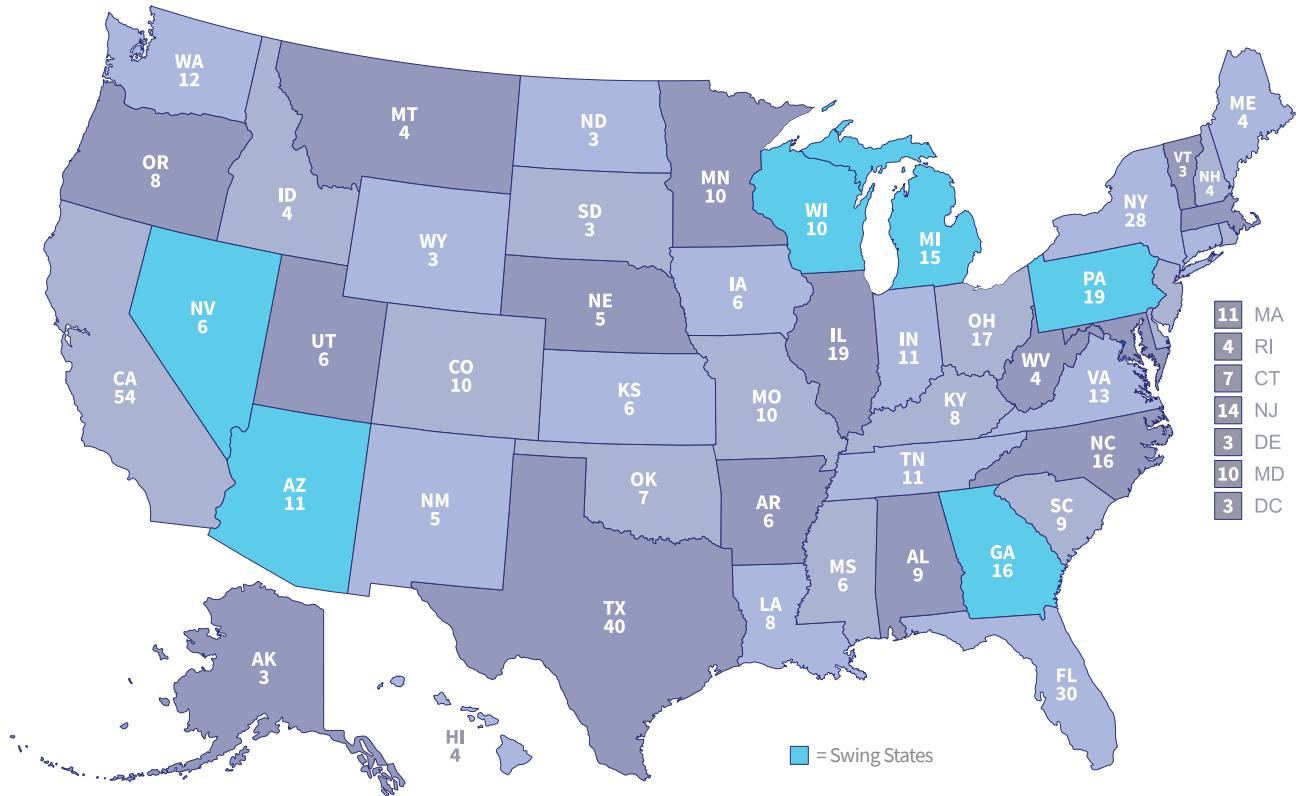 WA
12
MT
4
ND
3
ME
4
OR
8
MN
10
VT
3
NH
4
ID
4
SD
3
WI
10
NY
28
WY
3
MI
15
IA
6
PA
19
NV
6
NE
5
UT
6
IL
19
IN
11
OH
17
11 MA
4 RI
7 CT
14 NJ
3 DE
10 MD
3 DC
CO
10
WV
4
VA
13
CA
54
KS
6
MO
10
KY
8
NC
16
TN
11
AZ
11
NM
5
OK
7
AR
6
SC
9
MS
6
AL
9
GA
16
TX
40
LA
8
AK
3
FL
30
HI
4
= Swing States